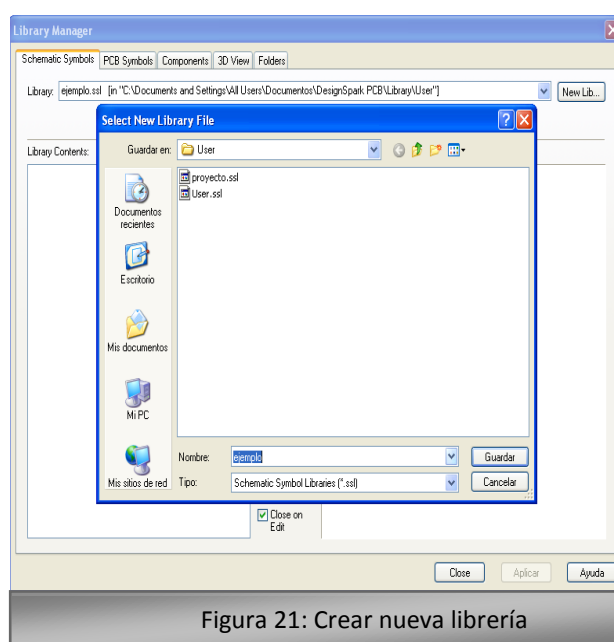 Library Manager
Schematic Symbols PCB Symbols Components 3D View Folders
Library: ejemplo.ssl [in "C:\Documents and Settings\All Users\Documentos\DesignSpark PCB\Library\User"] New Lib...
Select New Library File
Library Contents:
Guardar en: User
proyecto.ssl
User.ssl
Documentos
recientes
Escritorio
Mis documentos
Mi PC
Mis sitios de red
Nombre: ejemplo Guardar
Tipo: Schematic Symbol Libraries (*.ssl) Cancelar
Close on
Edit
Close Aplicar Ayuda
Figura 21: Crear nueva librería